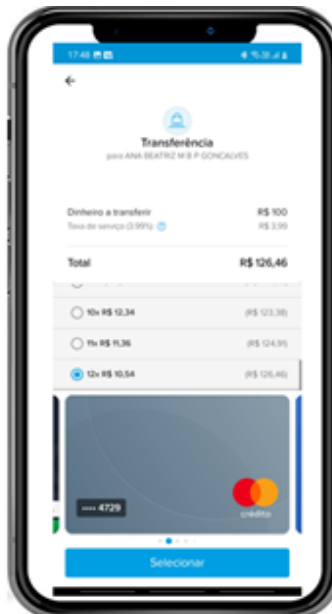 17:48
Transferência
para ANA BEATRIZ M B P GONCALVES
Dinheiro a transferir R$ 100
Taxa de serviço (3.99%) R$ 3,99
Total R$ 126,46
10x R$ 12,34 (R$ 123,38)
11x R$ 11,36 (R$ 124,91)
12x R$ 10,54 (R$ 126,46)
•••• 4729
crédito
Selecionar